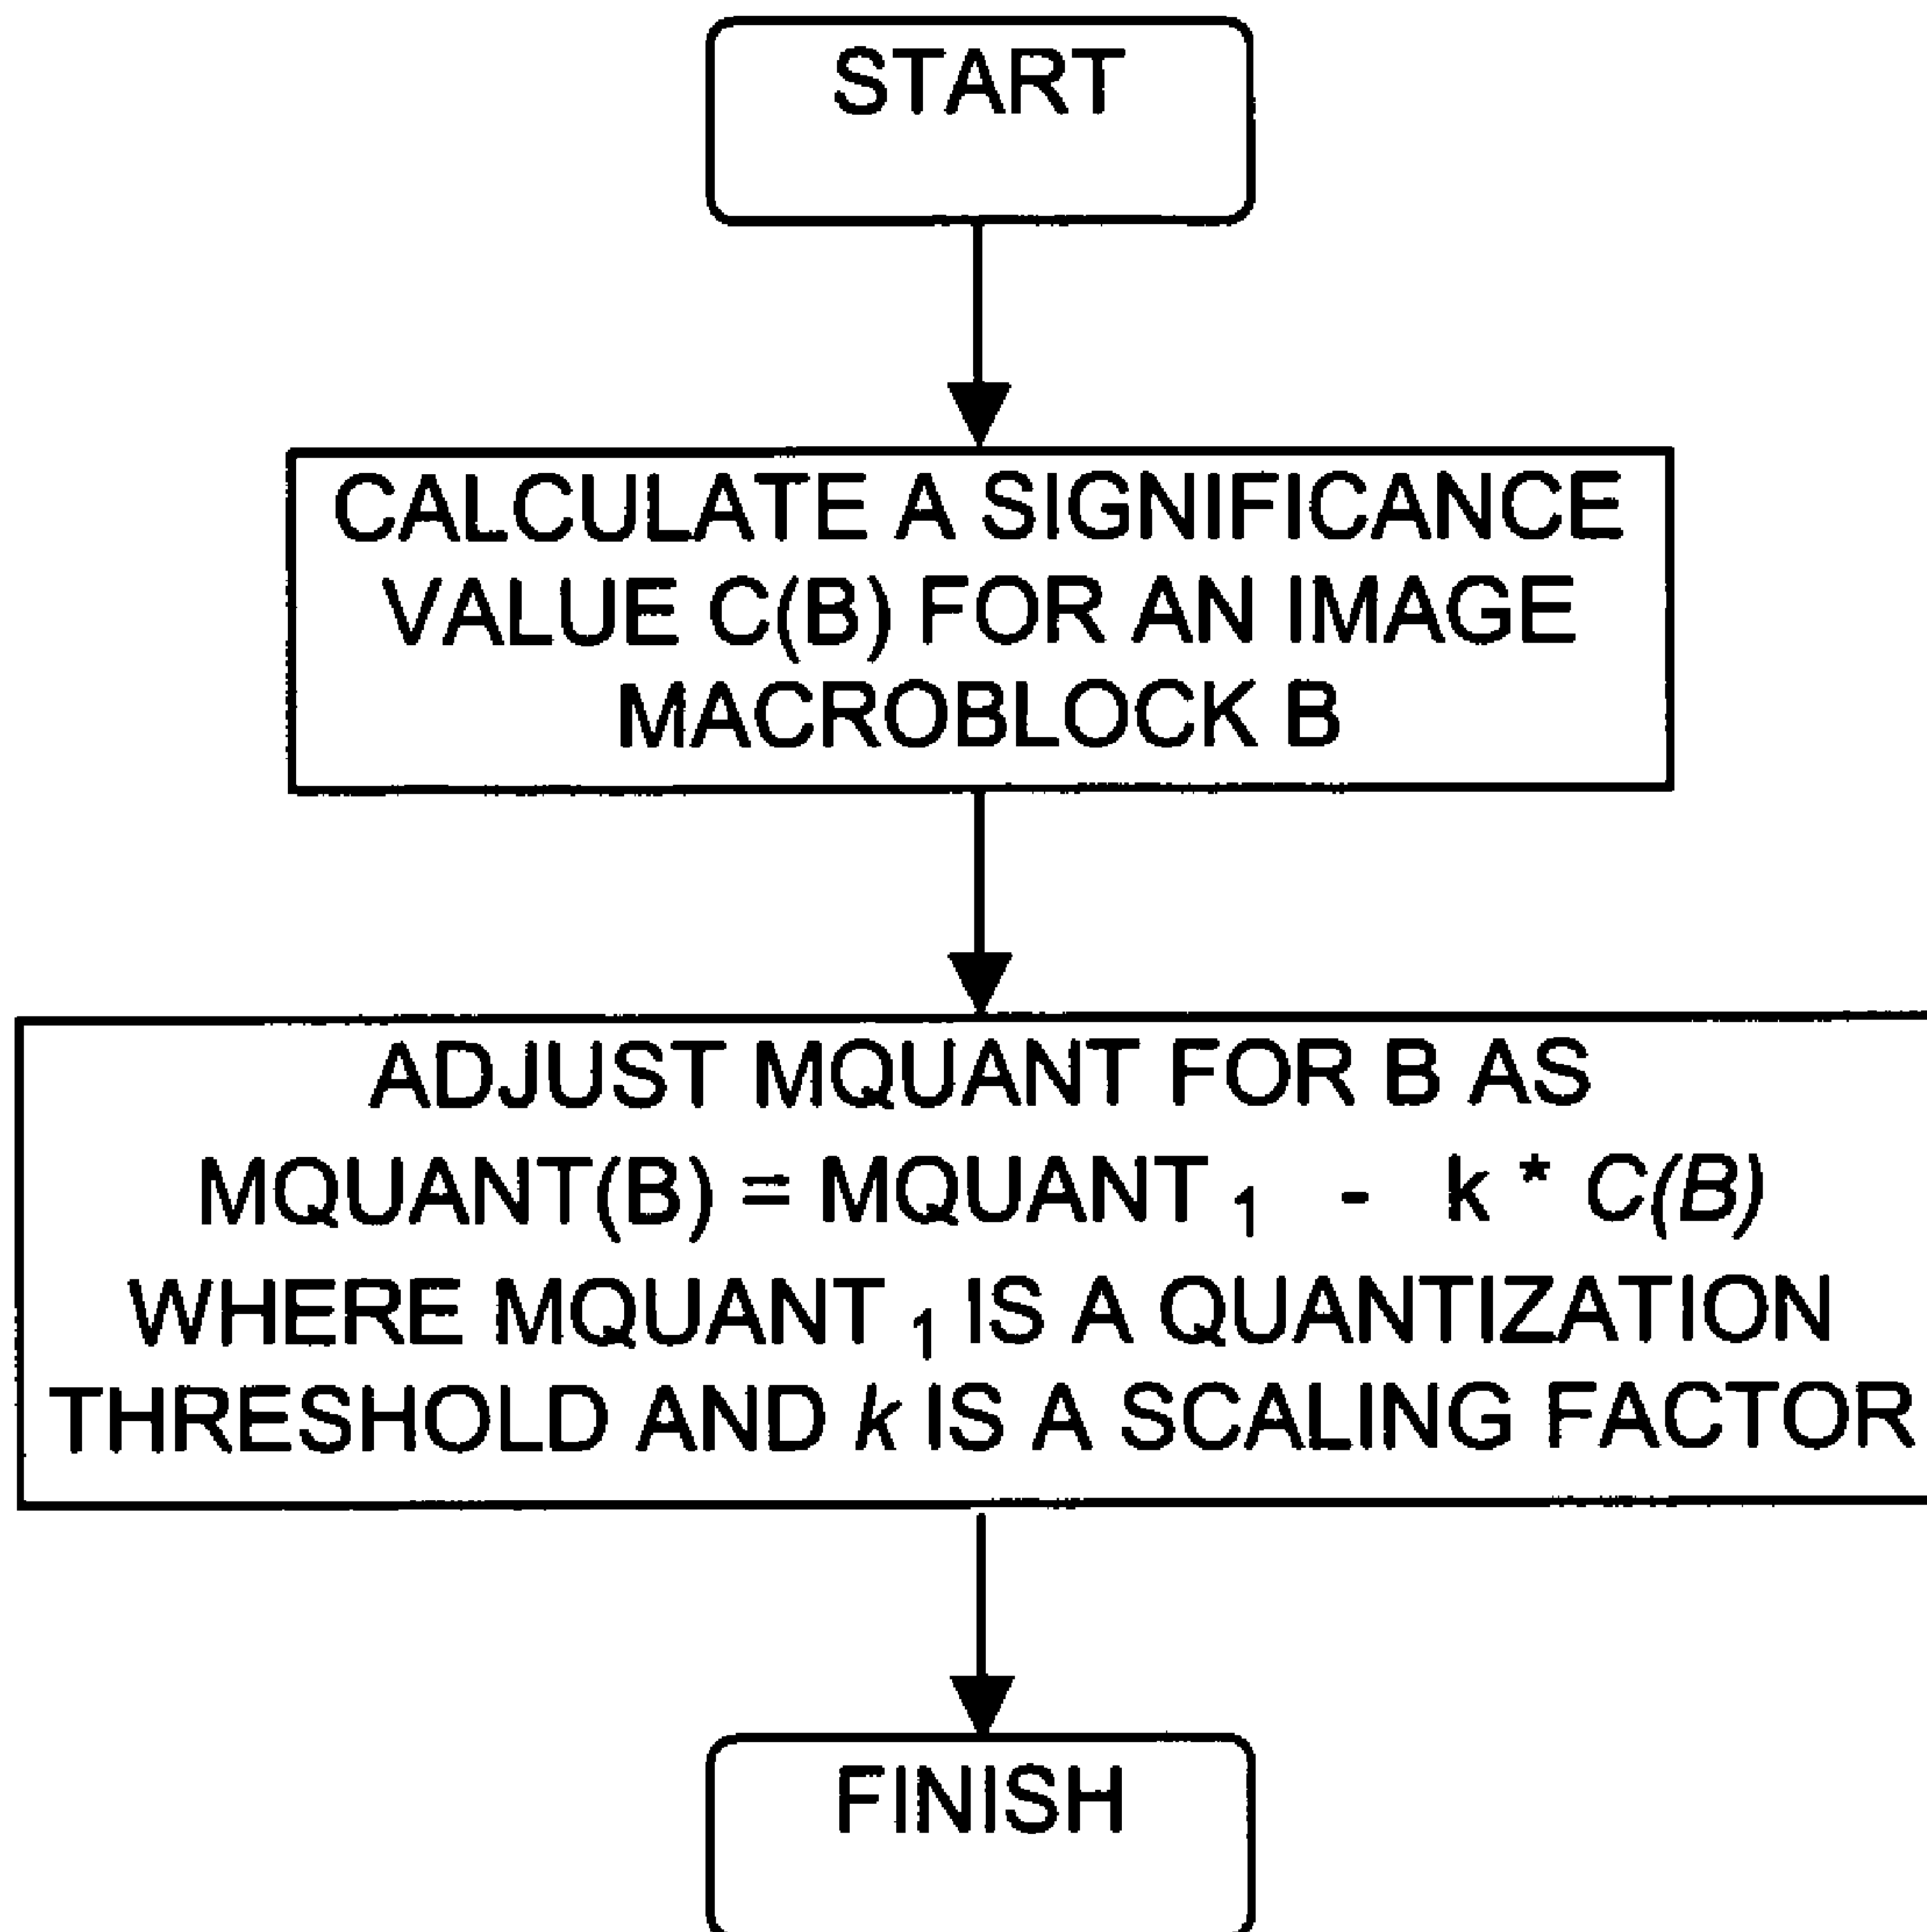 START
CALCULATE A SIGNIFICANCE
VALUE C(B) FOR AN IMAGE
MACROBLOCK B
ADJUST MQUANT FOR B AS
MQUANT(B) = MQUANT ₁ - k * C(B)
WHERE MQUANT ₁ IS A QUANTIZATION
THRESHOLD AND k IS A SCALING FACTOR
FINISH